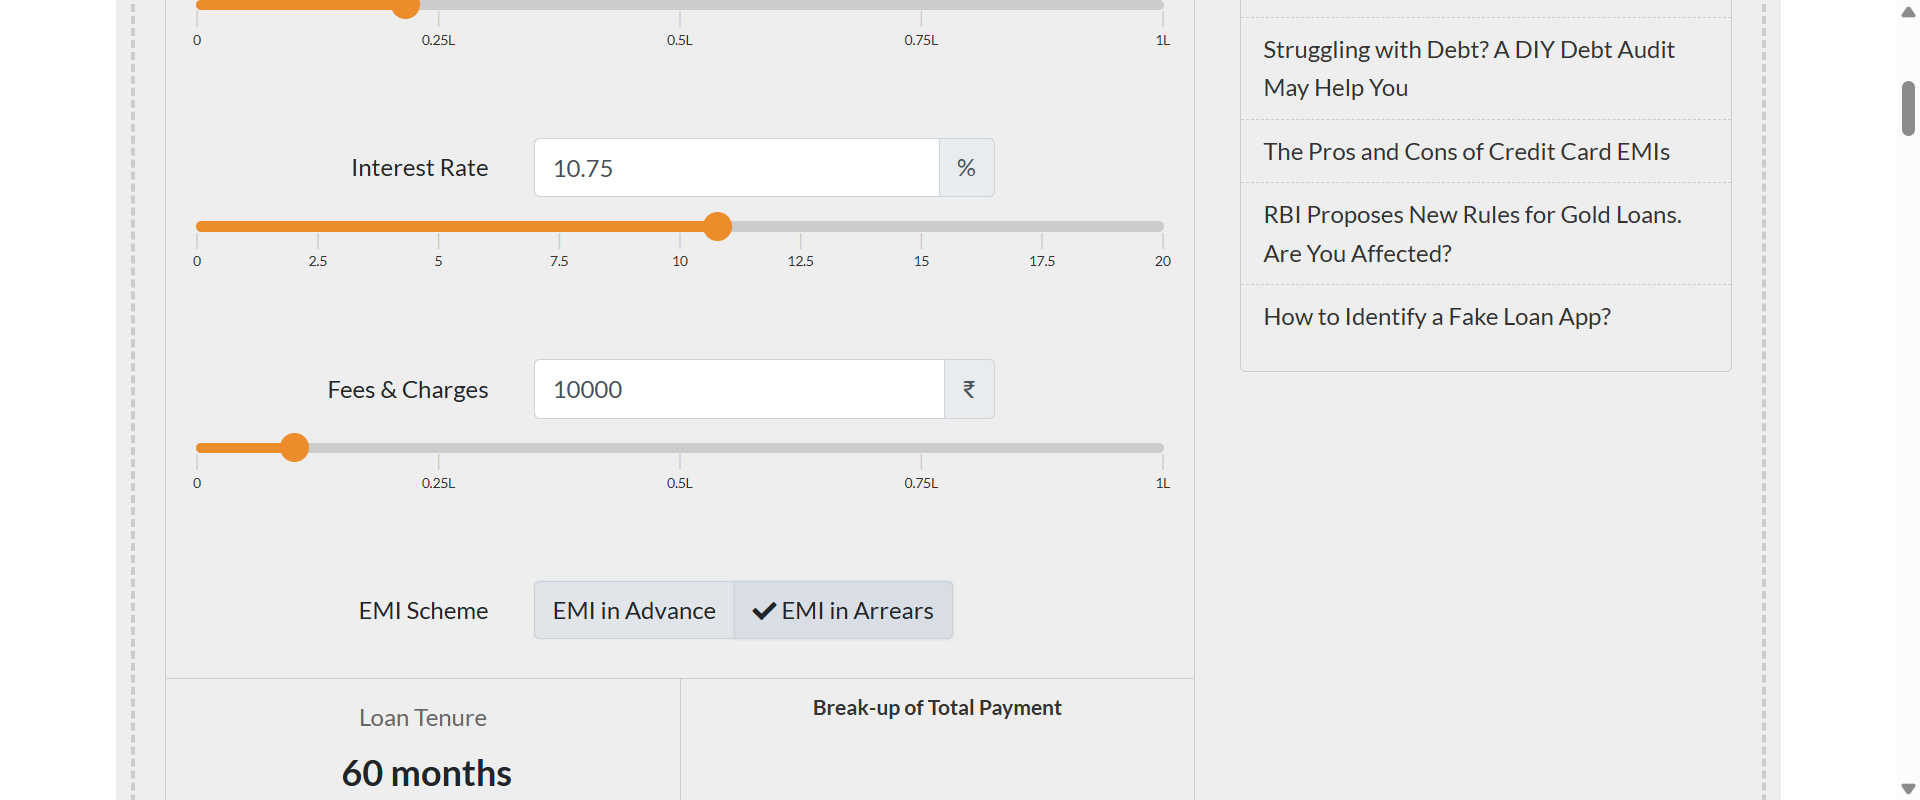 0 0.25L 0.5L 0.75L 1L
Interest Rate 10.75 %
0 2.5 5 7.5 10 12.5 15 17.5 20
Fees & Charges 10000 ₹
0 0.25L 0.5L 0.75L 1L
EMI Scheme EMI in Advance EMI in Arrears
Loan Tenure
60 months
Break-up of Total Payment
Struggling with Debt? A DIY Debt Audit
May Help You
The Pros and Cons of Credit Card EMIs
RBI Proposes New Rules for Gold Loans.
Are You Affected?
How to Identify a Fake Loan App?